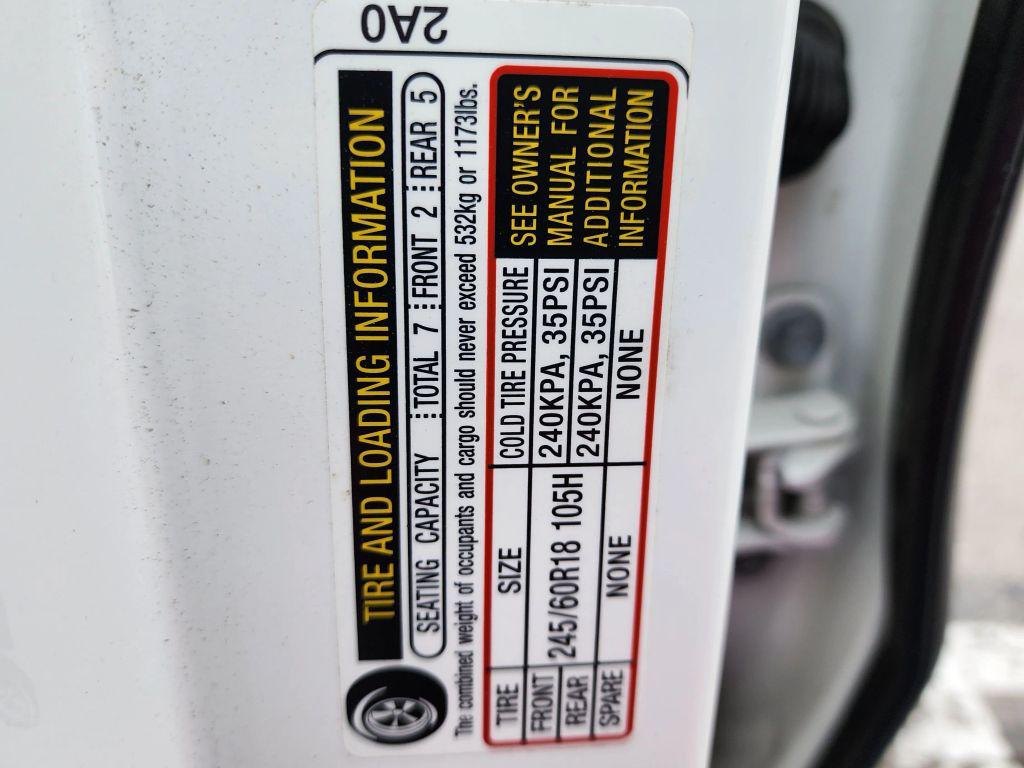 2A0
TIRE AND LOADING INFORMATION
SEATING CAPACITY TOTAL 7 FRONT 2 REAR 5
The combined weight of occupants and cargo should never exceed 532kg or 1173lbs.
TIRE SIZE COLD TIRE PRESSURE
FRONT 245/60R18 105H 240KPA, 35PSI
REAR 240KPA, 35PSI
SPARE NONE NONE
SEE OWNER'S
MANUAL FOR
ADDITIONAL
INFORMATION